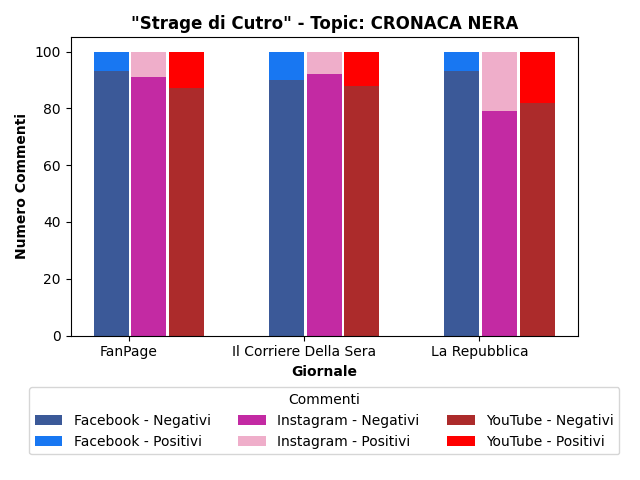 "Strage di Cutro" - Topic: CRONACA NERA
100
80
60
40
20
0
Numero Commenti
FanPage Il Corriere Della Sera La Repubblica
Giornale
Commenti
Facebook - Negativi Instagram - Negativi YouTube - Negativi
Facebook - Positivi Instagram - Positivi YouTube - Positivi